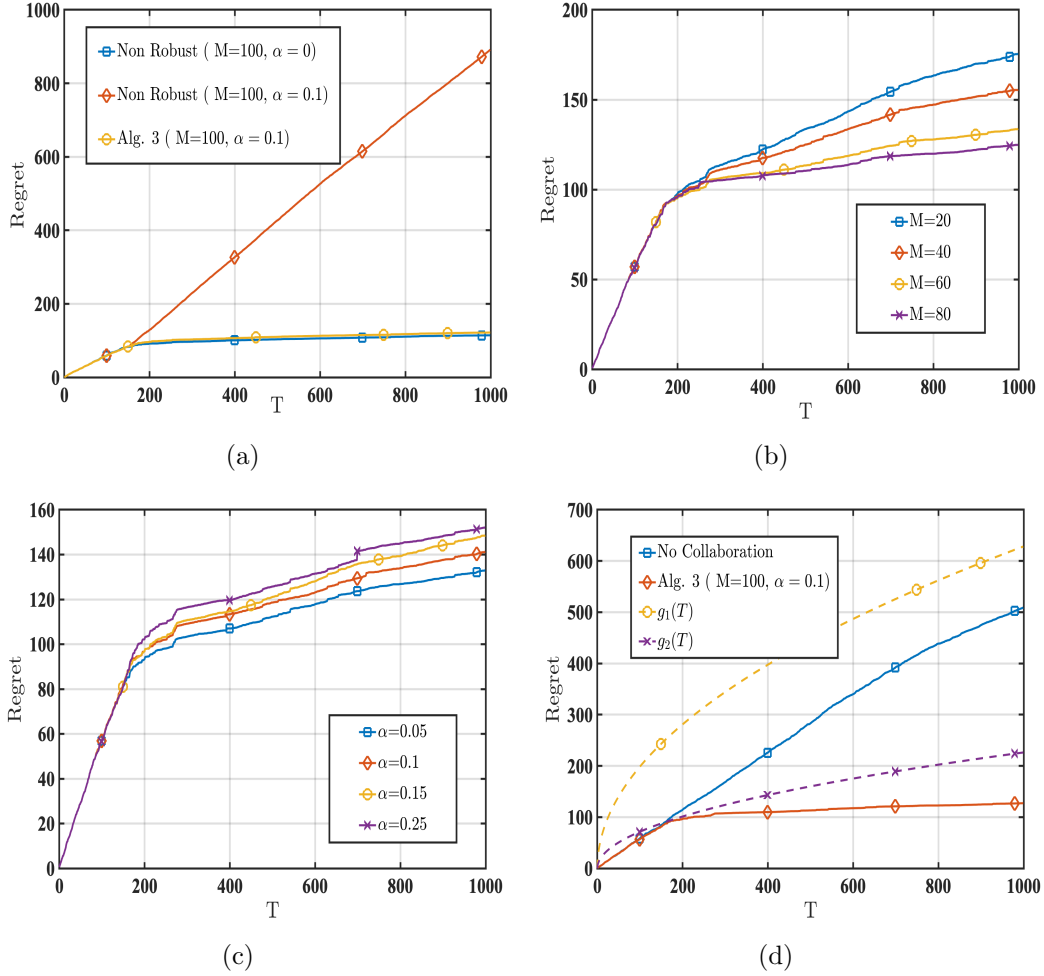 1000
800
600
400
200
0
Regret
Non Robust ( M=100, α = 0)
Non Robust ( M=100, α = 0.1)
Alg. 3 ( M=100, α = 0.1)
0 200 400 600 800 1000
T
(a)
200
150
100
50
0
Regret
M=20
M=40
M=60
M=80
0 200 400 600 800 1000
T
(b)
160
140
120
100
80
60
40
20
0
Regret
α=0.05
α=0.1
α=0.15
α=0.25
0 200 400 600 800 1000
T
(c)
700
600
500
400
300
200
100
0
Regret
No Collaboration
Alg. 3 ( M=100, α = 0.1)
g₁(T)
g₂(T)
0 200 400 600 800 1000
T
(d)